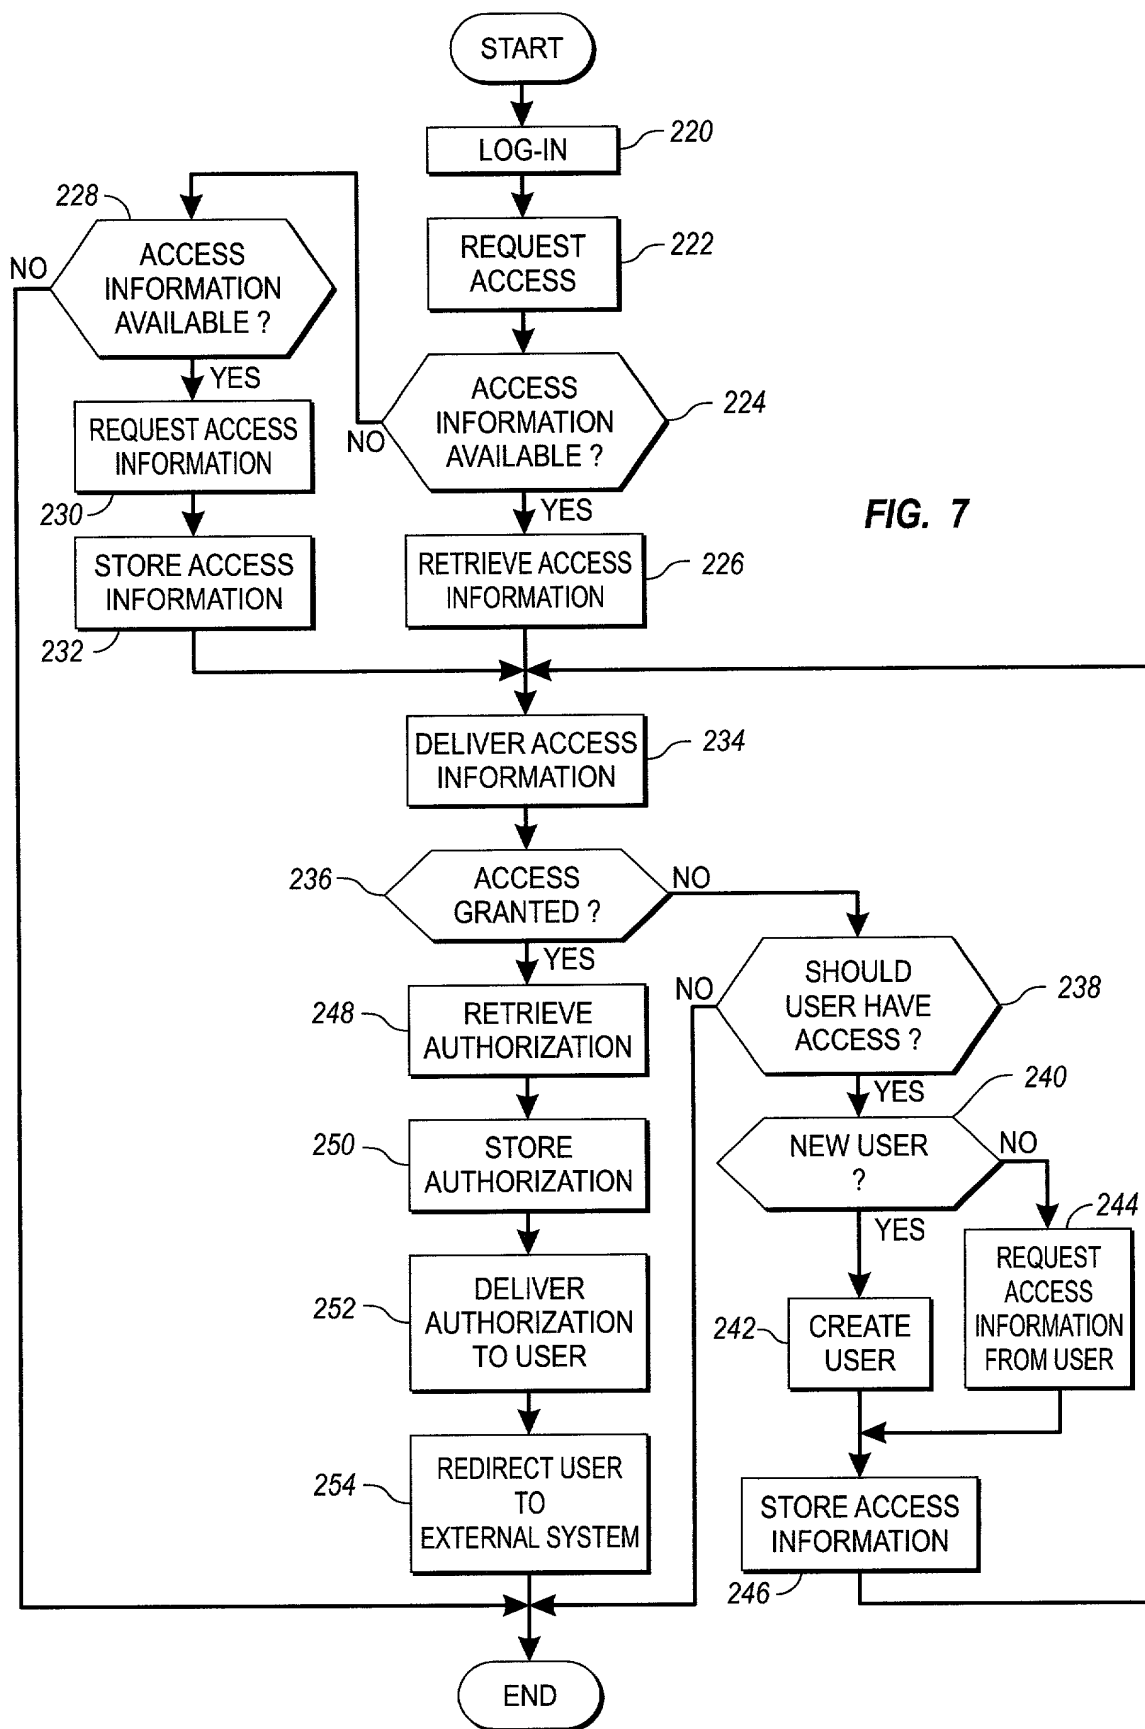 START
LOG-IN
220
REQUEST
ACCESS
222
228
ACCESS
INFORMATION
AVAILABLE ?
NO
YES
ACCESS
INFORMATION
AVAILABLE ?
224
NO
YES
REQUEST ACCESS
INFORMATION
230
FIG. 7
STORE ACCESS
INFORMATION
232
RETRIEVE ACCESS
INFORMATION
226
DELIVER ACCESS
INFORMATION
234
236
ACCESS
GRANTED ?
NO
YES
SHOULD
USER HAVE
ACCESS ?
238
NO
YES
248
RETRIEVE
AUTHORIZATION
240
NEW USER
?
NO
YES
250
STORE
AUTHORIZATION
244
REQUEST
ACCESS
INFORMATION
FROM USER
252
DELIVER
AUTHORIZATION
TO USER
242
CREATE
USER
254
REDIRECT USER
TO
EXTERNAL SYSTEM
STORE ACCESS
INFORMATION
246
END